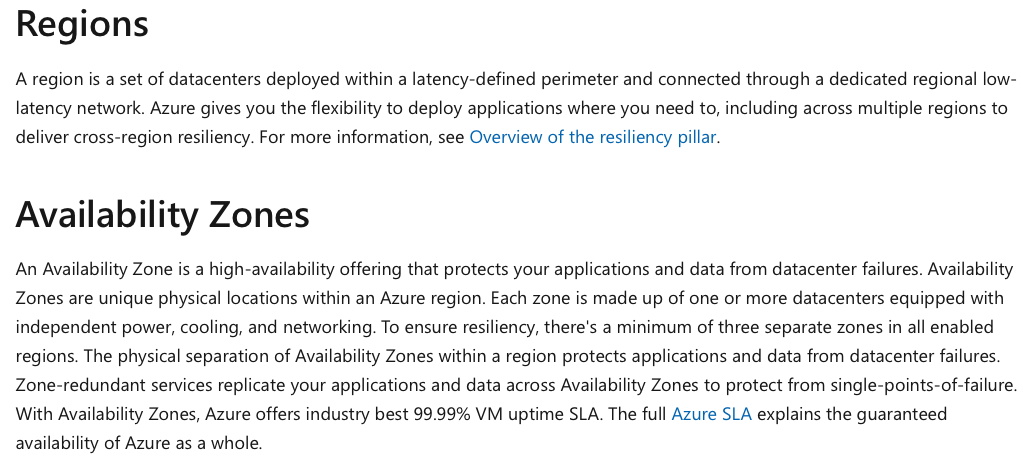 Regions
A region is a set of datacenters deployed within a latency-defined perimeter and connected through a dedicated regional low-
latency network. Azure gives you the flexibility to deploy applications where you need to, including across multiple regions to
deliver cross-region resiliency. For more information, see Overview of the resiliency pillar.
Availability Zones
An Availability Zone is a high-availability offering that protects your applications and data from datacenter failures. Availability
Zones are unique physical locations within an Azure region. Each zone is made up of one or more datacenters equipped with
independent power, cooling, and networking. To ensure resiliency, there's a minimum of three separate zones in all enabled
regions. The physical separation of Availability Zones within a region protects applications and data from datacenter failures.
Zone-redundant services replicate your applications and data across Availability Zones to protect from single-points-of-failure.
With Availability Zones, Azure offers industry best 99.99% VM uptime SLA. The full Azure SLA explains the guaranteed
availability of Azure as a whole.